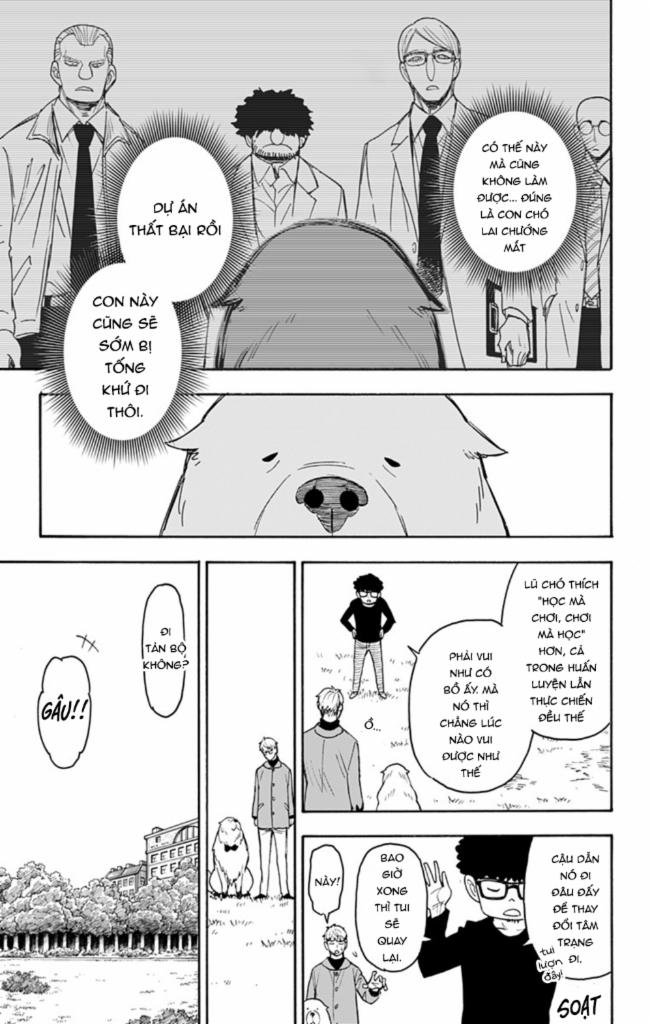 CÓ THẾ NÀY
MÀ CŨNG
KHÔNG LÀM
ĐƯỢC... ĐÚNG
LÀ CON CHÓ
LAI CHƯỚNG
MẮT
DỰ ÁN
THẤT BẠI RỒI
CON NÀY
CŨNG SẼ
SỚM BỊ
TỐNG
KHỨ ĐI
THÔI.
LŨ CHÓ THÍCH
"HỌC MÀ
CHƠI, CHƠI
MÀ HỌC"
HƠN, CẢ
TRONG HUẤN
LUYỆN LẪN
THỰC CHIẾN
ĐỀU THẾ
PHẢI VUI
NHƯ CÓ
BỒ ẤY. MÀ
NÓ THÌ
CHẲNG LÚC
NÀO VUI
ĐƯỢC NHƯ
THẾ
Ồ...
CẬU DẪN
NÓ ĐI
ĐÂU ĐẤY
ĐỂ THAY
ĐỔI TÂM
TRẠNG
ĐI.
tui
lượn
đây!
SOẠT
BAO
GIỜ
XONG
THÌ TUI
SẼ
QUAY
LẠI.
NÀY!
ĐI
TẢN BỘ
KHÔNG?
GÂU!!